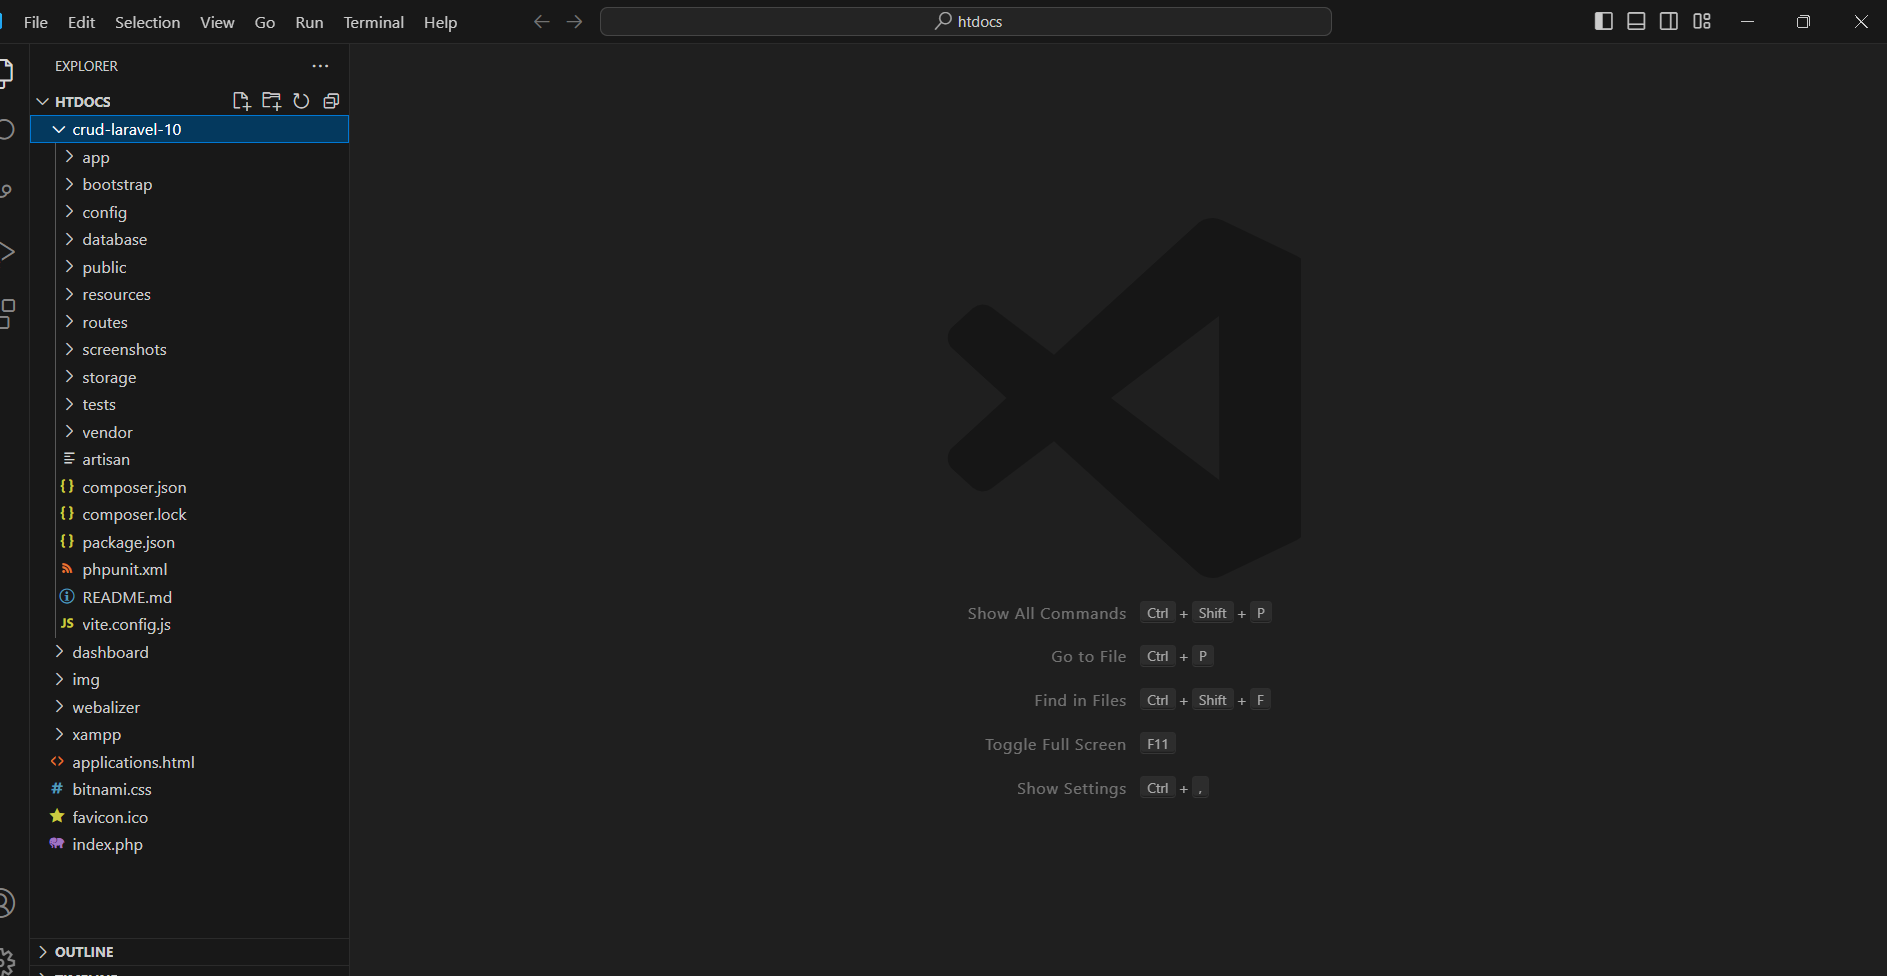 File Edit Selection View Go Run Terminal Help
htdocs
EXPLORER
HTDOCS
crud-laravel-10
app
bootstrap
config
database
public
resources
routes
screenshots
storage
tests
vendor
artisan
{} composer.json
{} composer.lock
{} package.json
phpunit.xml
README.md
JS vite.config.js
dashboard
img
webalizer
xampp
<> applications.html
# bitnami.css
favicon.ico
index.php
OUTLINE
Show All Commands Ctrl + Shift + P
Go to File Ctrl + P
Find in Files Ctrl + Shift + F
Toggle Full Screen F11
Show Settings Ctrl + ,